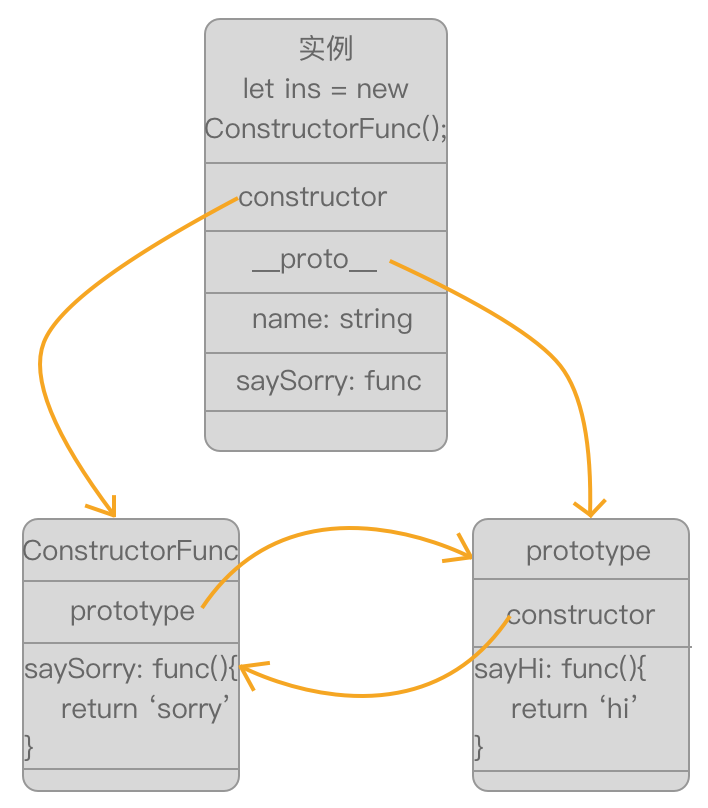 实例
let ins = new
ConstructorFunc();
constructor
__proto__
name: string
saySorry: func
ConstructorFunc
prototype
saySorry: func(){
return ‘sorry’
}
prototype
constructor
sayHi: func(){
return ‘hi’
}